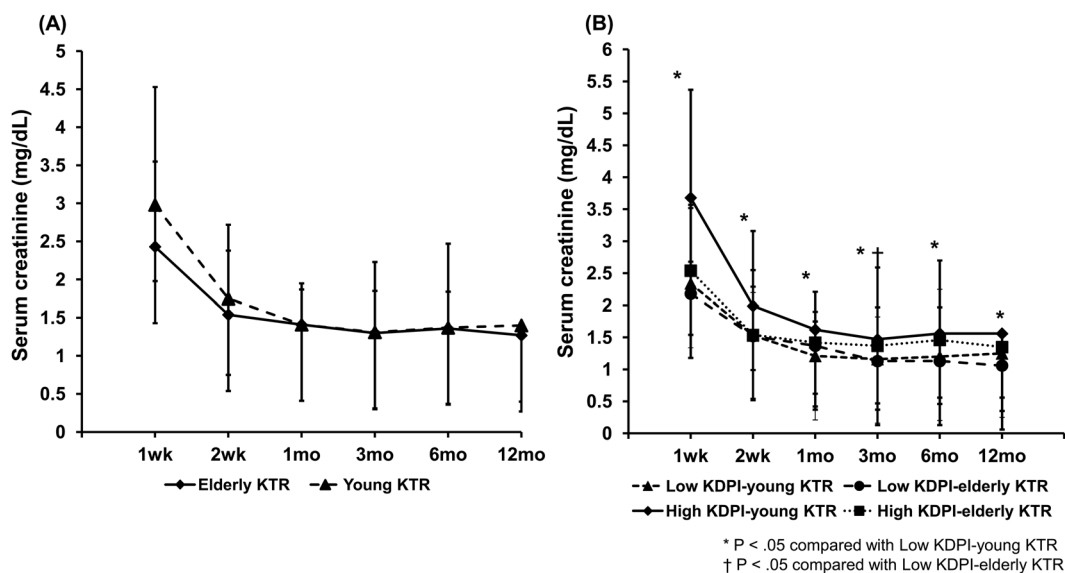 (A)
Serum creatinine (mg/dL)
5
4.5
4
3.5
3
2.5
2
1.5
1
0.5
0
1wk 2wk 1mo 3mo 6mo 12mo
Elderly KTR Young KTR
(B)
Serum creatinine (mg/dL)
6
5.5
5
4.5
4
3.5
3
2.5
2
1.5
1
0.5
0
*
*
*
* †
*
*
1wk 2wk 1mo 3mo 6mo 12mo
Low KDPI-young KTR Low KDPI-elderly KTR
High KDPI-young KTR High KDPI-elderly KTR
* P < .05 compared with Low KDPI-young KTR
† P < .05 compared with Low KDPI-elderly KTR